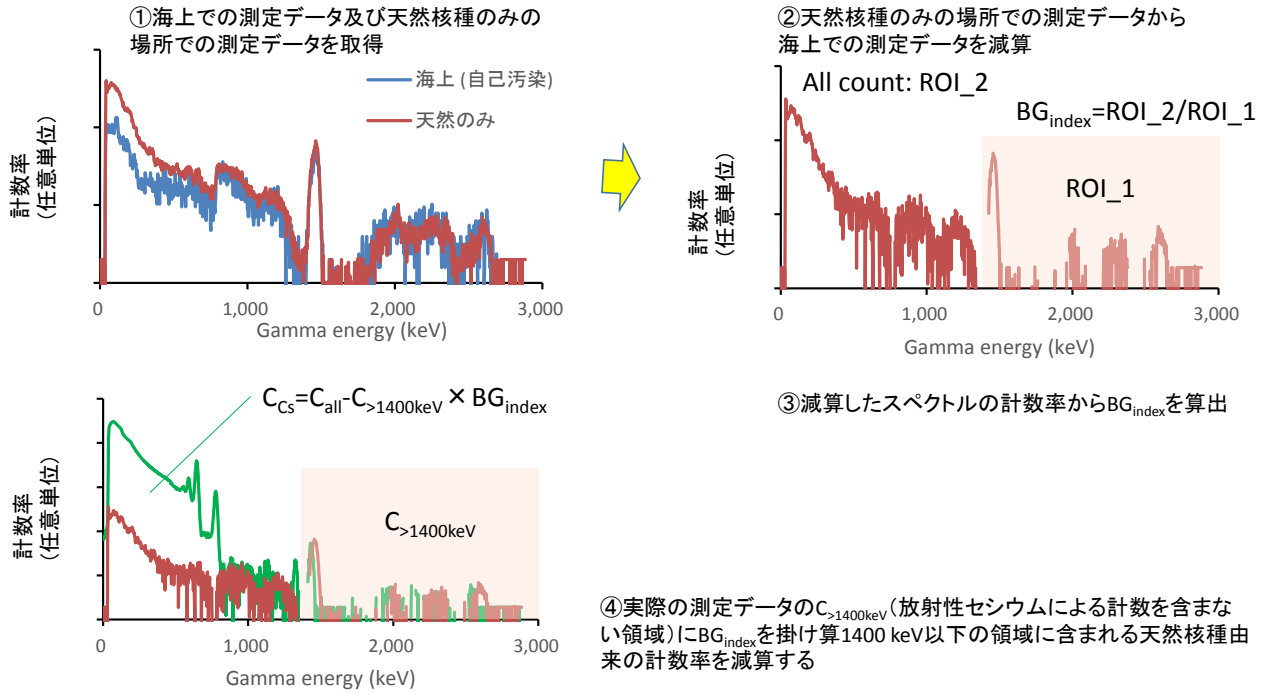 ①海上での測定データ及び天然核種のみの
場所での測定データを取得
海上 (自己汚染)
天然のみ
計数率
（任意単位）
0
1,000
2,000
3,000
Gamma energy (keV)
②天然核種のみの場所での測定データから
海上での測定データを減算
All count: ROI_2
BGindex=ROI_2/ROI_1
ROI_1
計数率
（任意単位）
0
1,000
2,000
3,000
Gamma energy (keV)
③減算したスペクトルの計数率からBGindexを算出
CCs=Call-C>1400keV × BGindex
C>1400keV
計数率
（任意単位）
0
1,000
2,000
3,000
Gamma energy (keV)
④実際の測定データのC>1400keV（放射性セシウムによる計数を含まな
い領域）にBGindexを掛け算1400 keV以下の領域に含まれる天然核種由
来の計数率を減算する